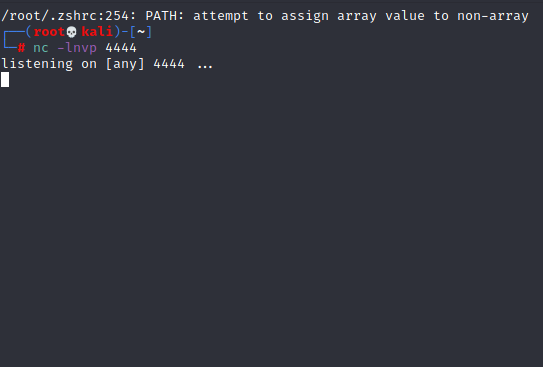 /root/.zshrc:254: PATH: attempt to assign array value to non-array
┌──(root💀kali)-[~]
└─# nc -lnvp 4444
listening on [any] 4444 ...